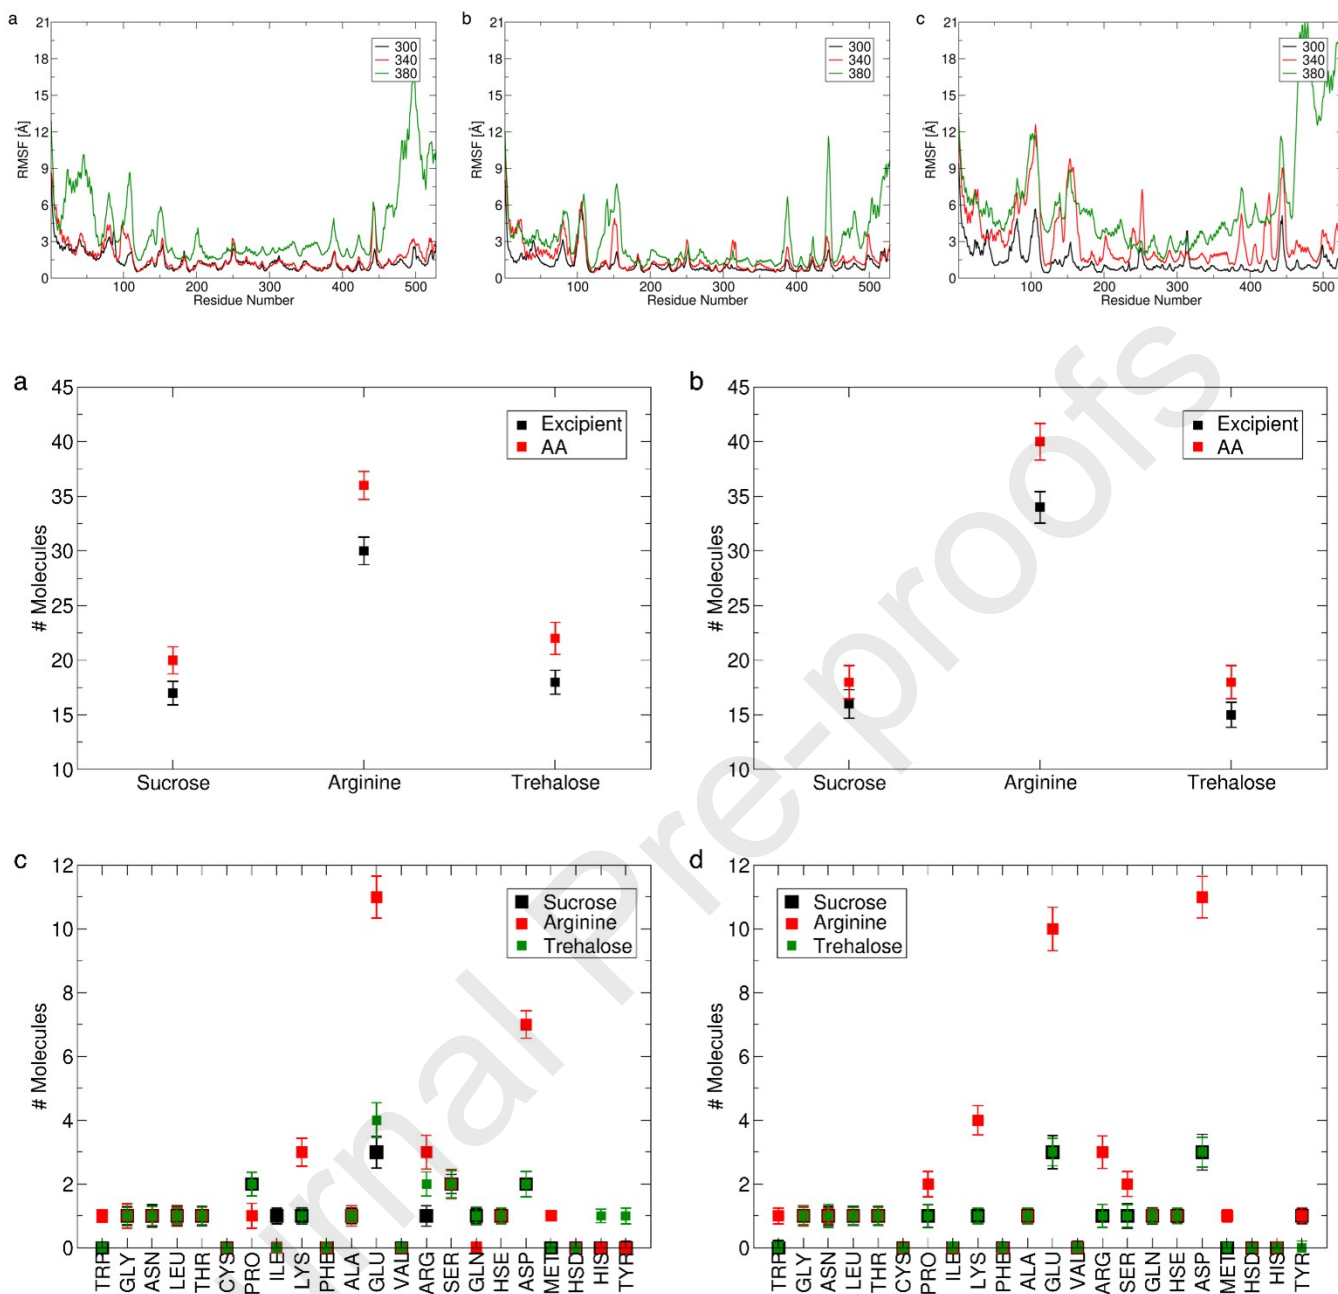 a
b
c
21
18
15
12
9
6
3
0
RMSF [Å]
300
340
380
100
200
300
400
500
Residue Number
21
18
15
12
9
6
3
0
RMSF [Å]
300
340
380
0
100
200
300
400
500
Residue Number
21
18
15
12
9
6
3
0
RMSF [Å]
300
340
380
0
100
200
300
400
500
Residue Number
a
45
40
35
30
25
20
15
10
# Molecules
Excipient
AA
Sucrose
Arginine
Trehalose
b
45
40
35
30
25
20
15
10
# Molecules
Excipient
AA
Sucrose
Arginine
Trehalose
c
12
10
8
6
4
2
0
# Molecules
Sucrose
Arginine
Trehalose
TRP
GLY
ASN
LEU
THR
CYS
PRO
ILE
LYS
PHE
ALA
GLU
VAL
ARG
SER
GLN
HSE
ASP
MET
HSD
HIS
TYR
d
12
10
8
6
4
2
0
# Molecules
Sucrose
Arginine
Trehalose
TRP
GLY
ASN
LEU
THR
CYS
PRO
ILE
LYS
PHE
ALA
GLU
VAL
ARG
SER
GLN
HSE
ASP
MET
HSD
HIS
TYR
urnal Pre-proofs